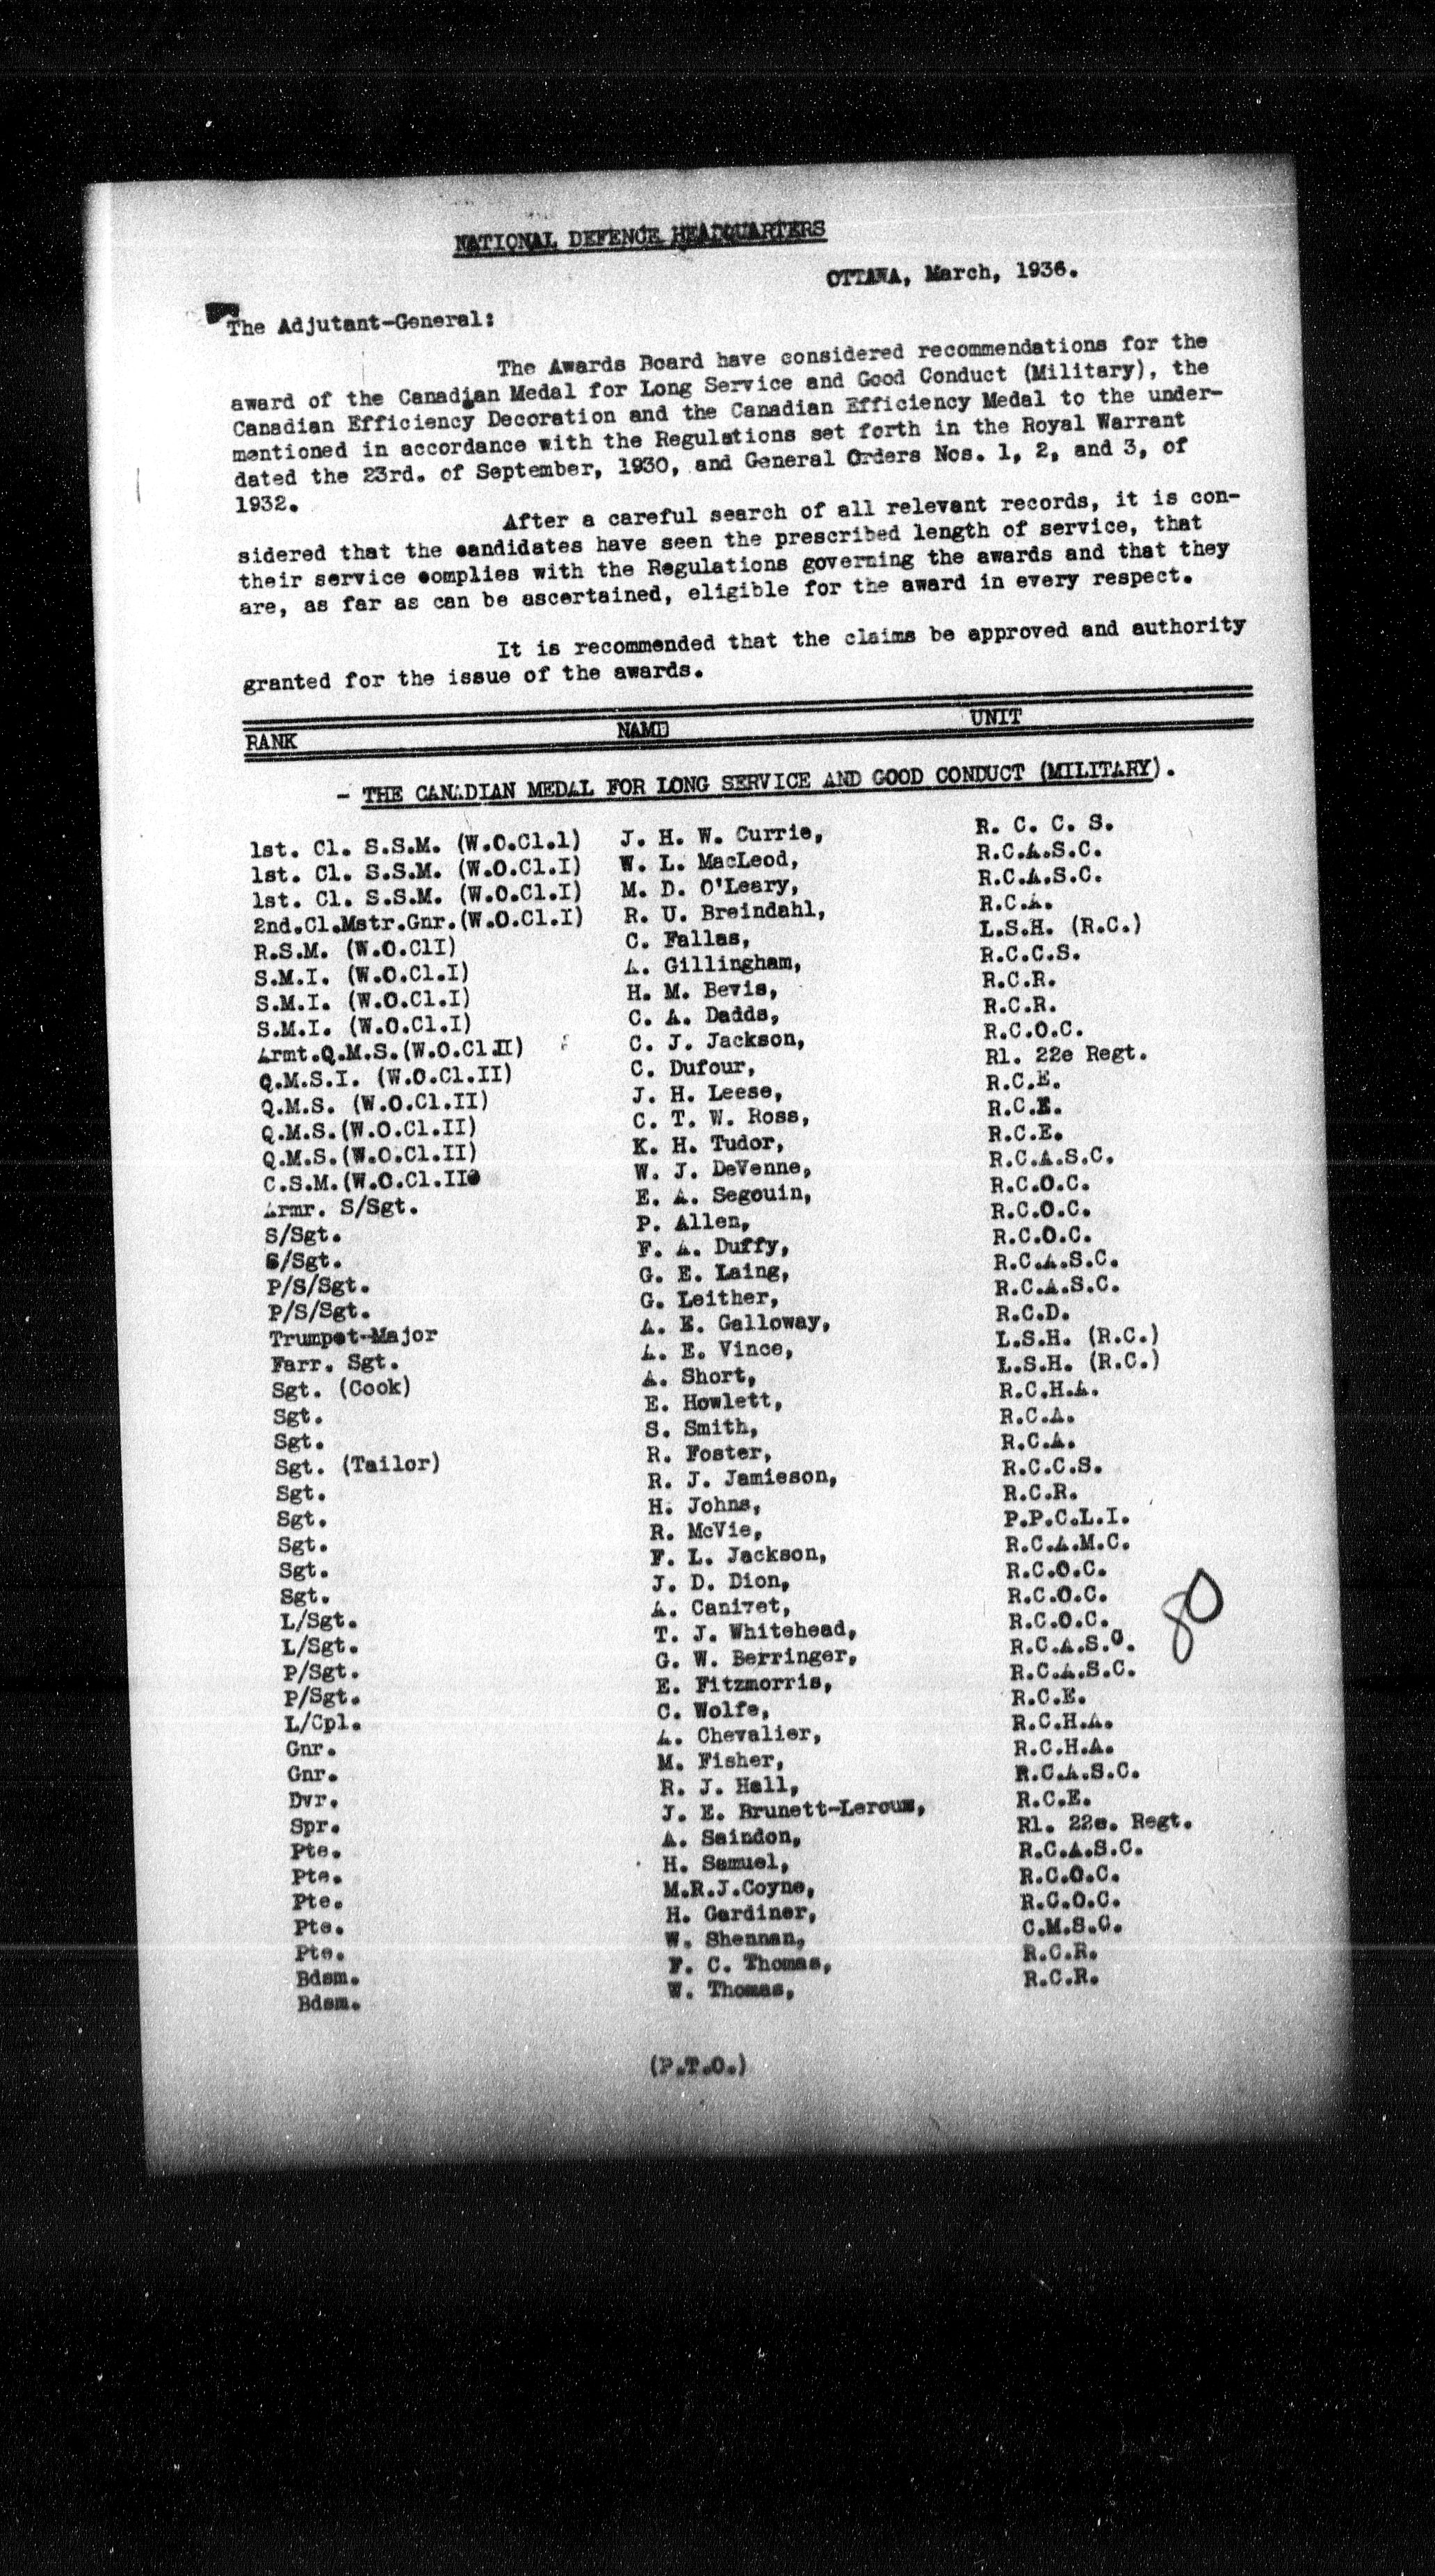 NATIONAL DEFENCE HEADQUARTERS
OTTAWA, March, 1936.
The Adjutant-General:
The Awards Board have considered recommendations for the
award of the Canadian Medal for Long Service and Good Conduct (Military), the
Canadian Efficiency Decoration and the Canadian Efficiency Medal to the under-
mentioned in accordance with the Regulations set forth in the Royal Warrant
dated the 23rd. of September, 1930, and General Orders Nos. 1, 2, and 3, of
1932.
After a careful search of all relevant records, it is con-
sidered that the candidates have seen the prescribed length of service, that
their service complies with the Regulations governing the awards and that they
are, as far as can be ascertained, eligible for the award in every respect.
It is recommended that the claims be approved and authority
granted for the issue of the awards.
RANK NAME UNIT
- THE CANADIAN MEDAL FOR LONG SERVICE AND GOOD CONDUCT (MILITARY).
1st. Cl. S.S.M. (W.O.Cl.1) J. H. W. Currie, R. C. C. S.
1st. Cl. S.S.M. (W.O.Cl.I) W. L. MacLeod, R.C.A.S.C.
1st. Cl. S.S.M. (W.O.Cl.I) M. D. O'Leary, R.C.A.S.C.
2nd.Cl.Mstr.Gnr.(W.O.Cl.I) R. U. Breindahl, R.C.A.
R.S.M. (W.O.ClI) C. Fallas, L.S.H. (R.C.)
S.M.I. (W.O.Cl.I) A. Gillingham, R.C.C.S.
S.M.I. (W.O.Cl.I) H. M. Bevis, R.C.R.
S.M.I. (W.O.Cl.I) C. A. Dadds, R.C.R.
Armt.Q.M.S.(W.O.Cl.II) C. J. Jackson, R.C.O.C.
Q.M.S.I. (W.O.Cl.II) C. Dufour, Rl. 22e Regt.
Q.M.S. (W.O.Cl.II) J. H. Leese, R.C.E.
Q.M.S.(W.O.Cl.II) C. T. W. Ross, R.C.E.
Q.M.S.(W.O.Cl.II) K. H. Tudor, R.C.E.
C.S.M.(W.O.Cl.II) W. J. DeVenne, R.C.A.S.C.
Armr. S/Sgt. E. A. Segouin, R.C.O.C.
S/Sgt. P. Allen, R.C.O.C.
S/Sgt. F. A. Duffy, R.C.O.C.
P/S/Sgt. G. E. Laing, R.C.A.S.C.
P/S/Sgt. G. Leither, R.C.A.S.C.
Trumpet-Major A. E. Galloway, R.C.D.
Farr. Sgt. A. E. Vince, L.S.H. (R.C.)
Sgt. (Cook) A. Short, L.S.H. (R.C.)
Sgt. E. Howlett, R.C.H.A.
Sgt. S. Smith, R.C.A.
Sgt. (Tailor) R. Foster, R.C.A.
Sgt. R. J. Jamieson, R.C.C.S.
Sgt. H. Johns, R.C.R.
Sgt. R. McVie, P.P.C.L.I.
Sgt. F. L. Jackson, R.C.A.M.C.
Sgt. J. D. Dion, R.C.O.C.
L/Sgt. A. Canivet, R.C.O.C.
L/Sgt. T. J. Whitehead, R.C.O.C.
P/Sgt. G. W. Berringer, R.C.A.S.C.
P/Sgt. E. Fitzmorris, R.C.A.S.C.
L/Cpl. C. Wolfe, R.C.E.
Gnr. A. Chevalier, R.C.H.A.
Gnr. M. Fisher, R.C.H.A.
Dvr. R. J. Hall, R.C.A.S.C.
Spr. J. E. Brunett-Leroux, R.C.E.
Pte. A. Saindon, Rl. 22e. Regt.
Pte. H. Samuel, R.C.A.S.C.
Pte. M.R.J.Coyne, R.C.O.C.
Pte. H. Gardiner, R.C.O.C.
Pte. W. Shennan, C.M.S.C.
Bdsm. F. C. Thomas, R.C.R.
Bdsm. W. Thomas, R.C.R.
80
(P.T.O.)